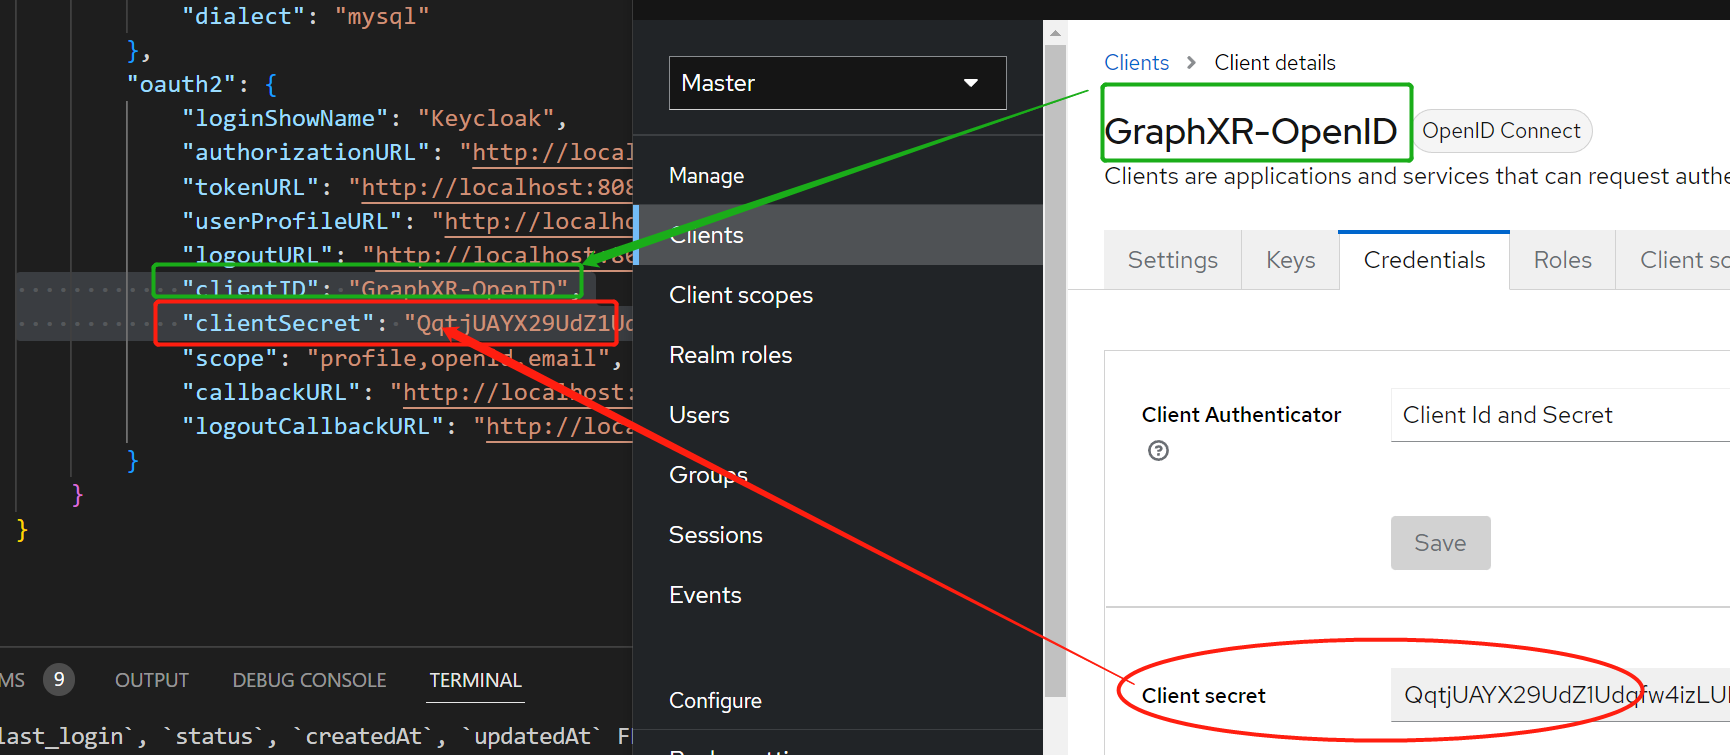 "dialect": "mysql"
},
"oauth2": {
"loginShowName": "Keycloak",
"authorizationURL": "http://local
"tokenURL": "http://localhost:808
"userProfileURL": "http://localho
"logoutURL": "http://localhost:80
"clientID": "GraphXR-OpenID",
"clientSecret": "QqtjUAYX29UdZ1Ud
"scope": "profile,openid,email",
"callbackURL": "http://localhost:
"logoutCallbackURL": "http://loca
}
}
}
MS 9 OUTPUT DEBUG CONSOLE TERMINAL
last_login`, `status`, `createdAt`, `updatedAt` F
Master
Manage
Clients
Client scopes
Realm roles
Users
Groups
Sessions
Events
Configure
Clients > Client details
GraphXR-OpenID OpenID Connect
Clients are applications and services that can request authe
Settings Keys Credentials Roles Client sc
Client Authenticator Client Id and Secret
?
Save
Client secret QqtjUAYX29UdZ1Udqfw4izLU